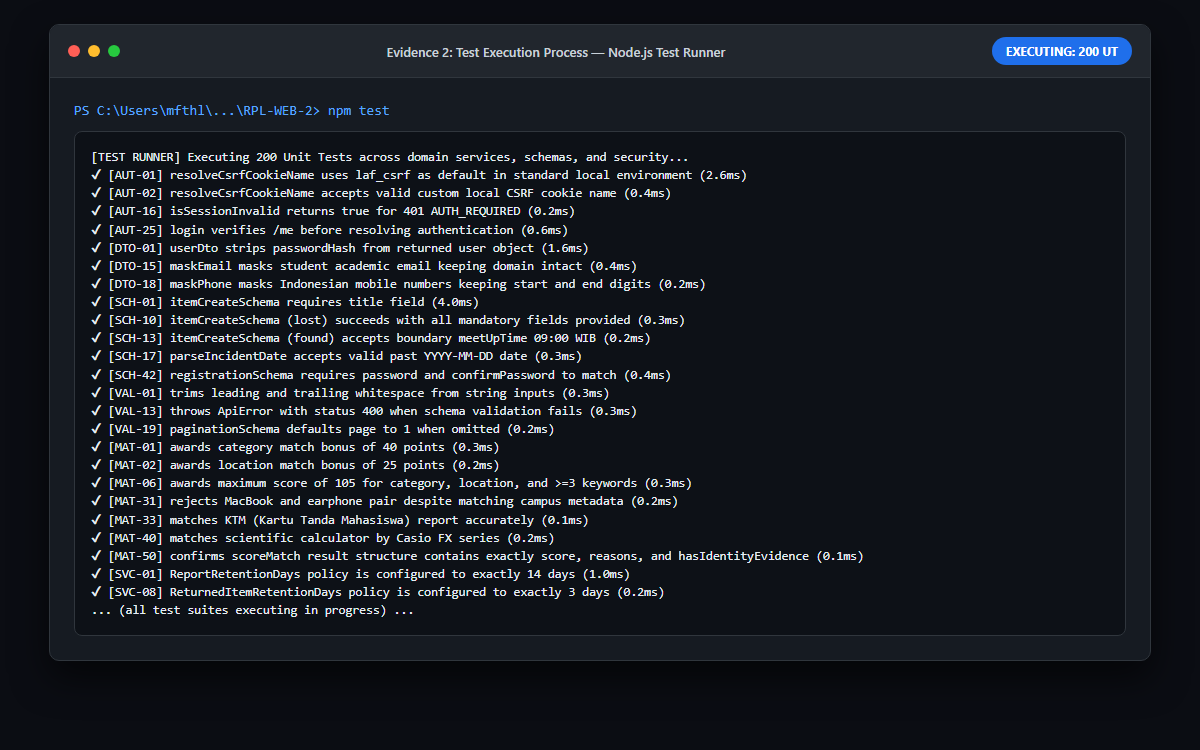 Evidence 2: Test Execution Process — Node.js Test Runner
EXECUTING: 200 UT
PS C:\Users\mfthl\...\RPL-WEB-2> npm test
[TEST RUNNER] Executing 200 Unit Tests across domain services, schemas, and security...
✓ [AUT-01] resolveCsrfCookieName uses laf_csrf as default in standard local environment (2.6ms)
✓ [AUT-02] resolveCsrfCookieName accepts valid custom local CSRF cookie name (0.4ms)
✓ [AUT-16] isSessionInvalid returns true for 401 AUTH_REQUIRED (0.2ms)
✓ [AUT-25] login verifies /me before resolving authentication (0.6ms)
✓ [DTO-01] userDto strips passwordHash from returned user object (1.6ms)
✓ [DTO-15] maskEmail masks student academic email keeping domain intact (0.4ms)
✓ [DTO-18] maskPhone masks Indonesian mobile numbers keeping start and end digits (0.2ms)
✓ [SCH-01] itemCreateSchema requires title field (4.0ms)
✓ [SCH-10] itemCreateSchema (lost) succeeds with all mandatory fields provided (0.3ms)
✓ [SCH-13] itemCreateSchema (found) accepts boundary meetUpTime 09:00 WIB (0.2ms)
✓ [SCH-17] parseIncidentDate accepts valid past YYYY-MM-DD date (0.3ms)
✓ [SCH-42] registrationSchema requires password and confirmPassword to match (0.4ms)
✓ [VAL-01] trims leading and trailing whitespace from string inputs (0.3ms)
✓ [VAL-13] throws ApiError with status 400 when schema validation fails (0.3ms)
✓ [VAL-19] paginationSchema defaults page to 1 when omitted (0.2ms)
✓ [MAT-01] awards category match bonus of 40 points (0.3ms)
✓ [MAT-02] awards location match bonus of 25 points (0.2ms)
✓ [MAT-06] awards maximum score of 105 for category, location, and >=3 keywords (0.3ms)
✓ [MAT-31] rejects MacBook and earphone pair despite matching campus metadata (0.2ms)
✓ [MAT-33] matches KTM (Kartu Tanda Mahasiswa) report accurately (0.1ms)
✓ [MAT-40] matches scientific calculator by Casio FX series (0.2ms)
✓ [MAT-50] confirms scoreMatch result structure contains exactly score, reasons, and hasIdentityEvidence (0.1ms)
✓ [SVC-01] ReportRetentionDays policy is configured to exactly 14 days (1.0ms)
✓ [SVC-08] ReturnedItemRetentionDays policy is configured to exactly 3 days (0.2ms)
... (all test suites executing in progress) ...